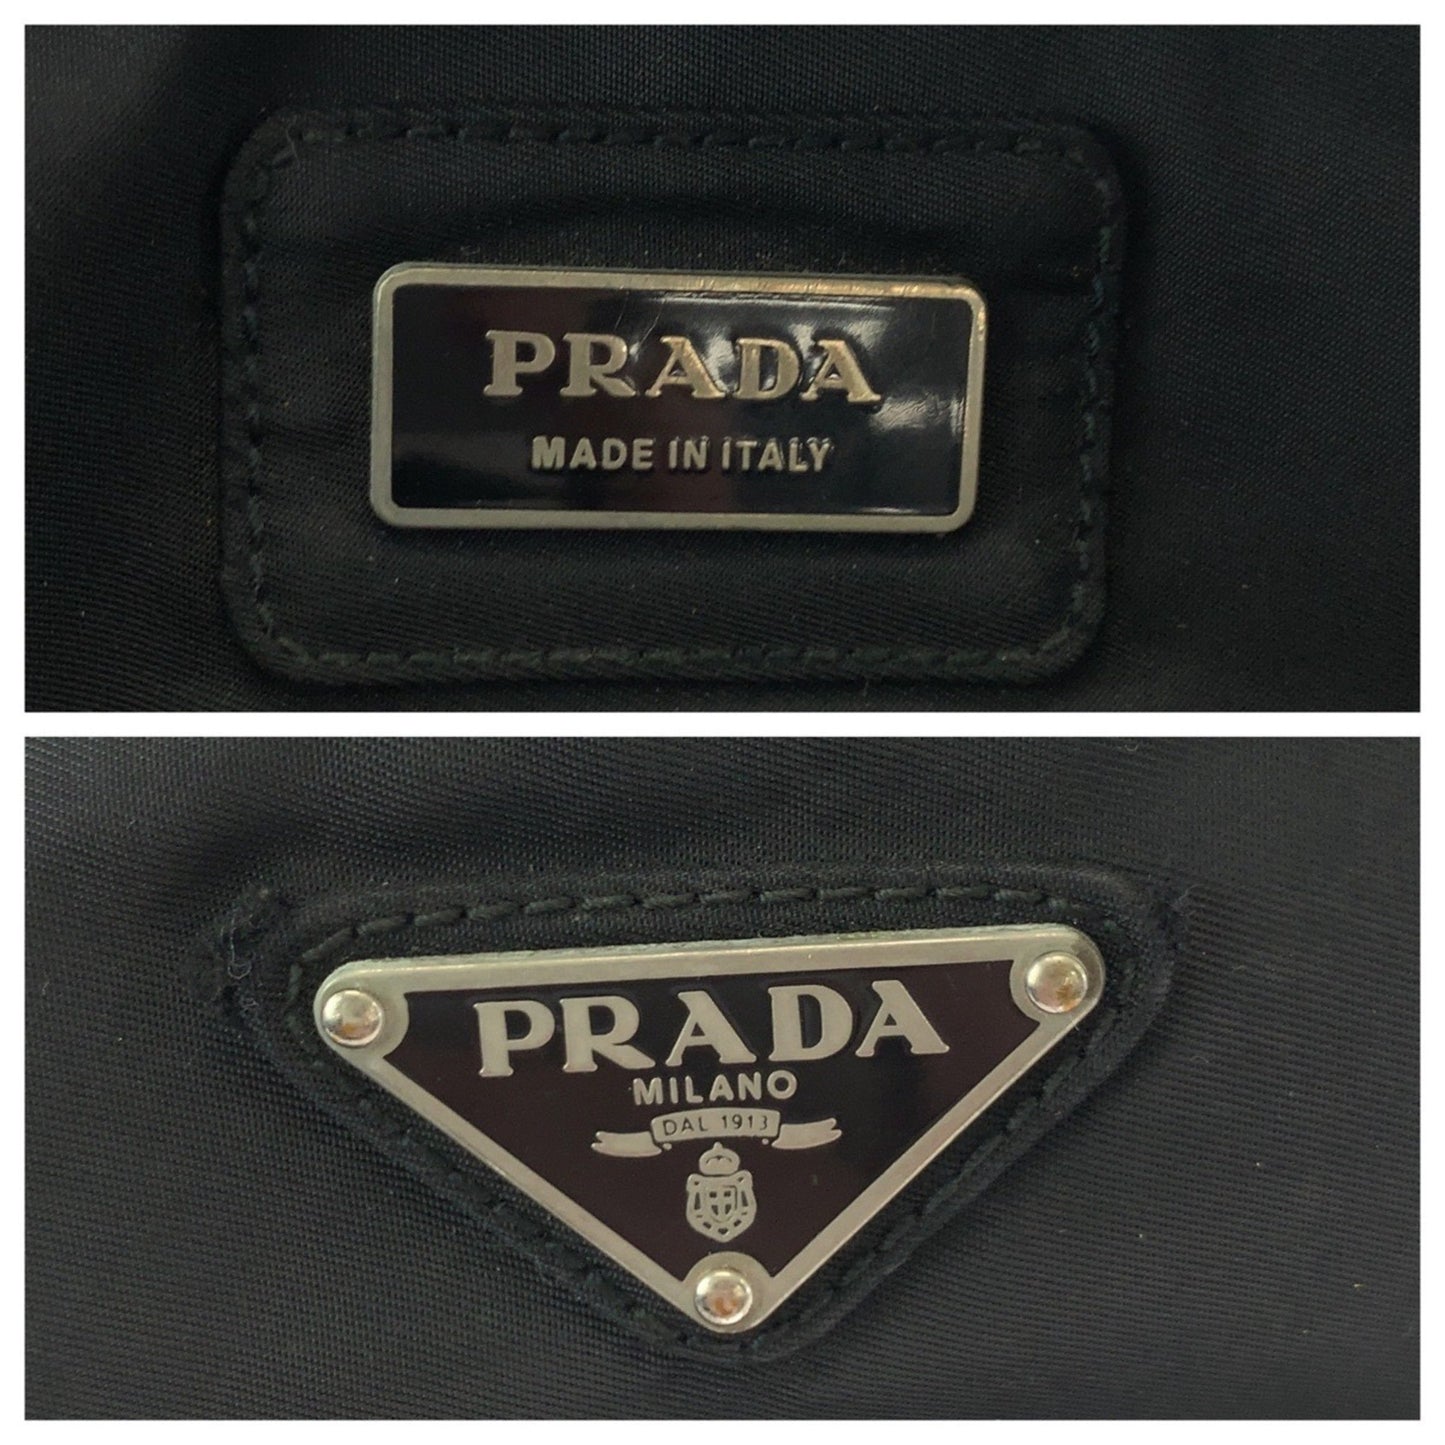 PRADA
MADE IN ITALY
PRADA
MILANO
DAL 1913